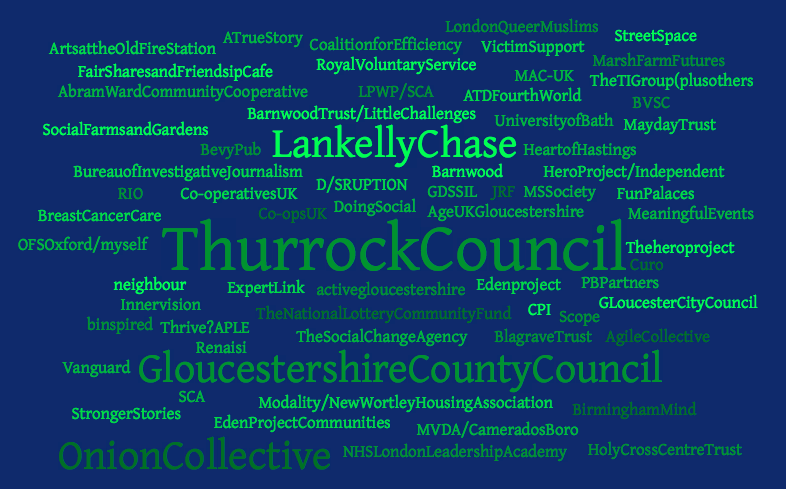 LondonQueerMuslims
ATrueStory StreetSpace
ArtsattheOldFireStation CoalitionforEfficiency VictimSupport
RoyalVoluntaryService MarshFarmFutures
FairSharesandFriendsipCafe MAC-UK TheTIGroup(plusothers
AbramWardCommunityCooperative LPWP/SCA ATDFourthWorld BVSC
BarnwoodTrust/LittleChallenges UniversityofBath MaydayTrust
SocialFarmsandGardens LankellyChase
BevyPub HeartofHastings
BureauofInvestigativeJournalism Barnwood HeroProject/Independent
RIO Co-operativesUK D/SRUPTION GDSSIL JRF MSSociety FunPalaces
BreastCancerCare Co-opsUK DoingSocial AgeUKGloucestershire MeaningfulEvents
OFSOxford/myself ThurrockCouncil Theheroproject
Curo
neighbour ExpertLink activegloucestershire Edenproject PBPartners
Innervision TheNationalLotteryCommunityFund CPI Scope GLoucesterCityCouncil
binspired Thrive?APLE TheSocialChangeAgency BlagraveTrust AgileCollective
Renaisi
Vanguard GloucestershireCountyCouncil
SCA
StrongerStories Modality/NewWortleyHousingAssociation BirminghamMind
EdenProjectCommunities MVDA/CameradosBoro
OnionCollective NHSLondonLeadershipAcademy HolyCrossCentreTrust